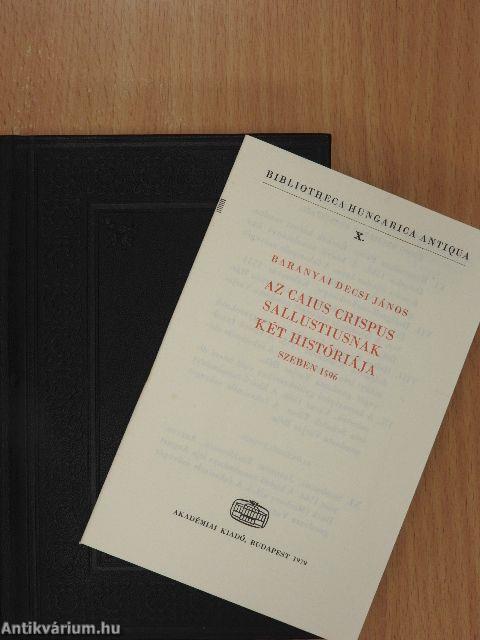 BIBLIOTHECA HUNGARICA ANTIQUA
X.
BARANYAI DECSI JÁNOS
AZ CAIUS CRISPUS
SALLUSTIUSNAK
KÉT HISTÓRIÁJA
SZEBEN 1596
AKADÉMIAI KIADÓ, BUDAPEST 1979
Antikvárium.hu